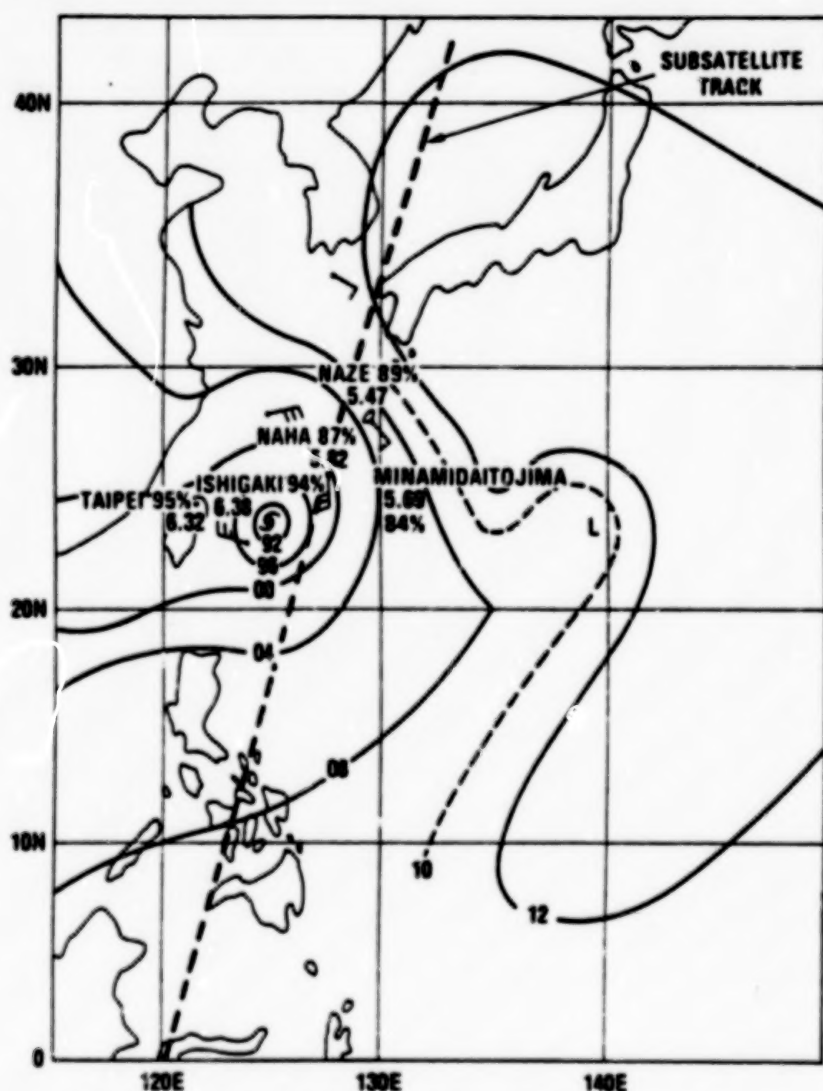 SUBSATELLITE
TRACK
40N
30N
NAZE 89%
5.47
NAHA 87%
MINAMIDAITOJIMA
5.69
84%
ISHIGAKI 94%
6.38
TAIPEI 95%
6.32
92
96
00
20N
L
04
08
10N
10
12
0
120E
130E
140E